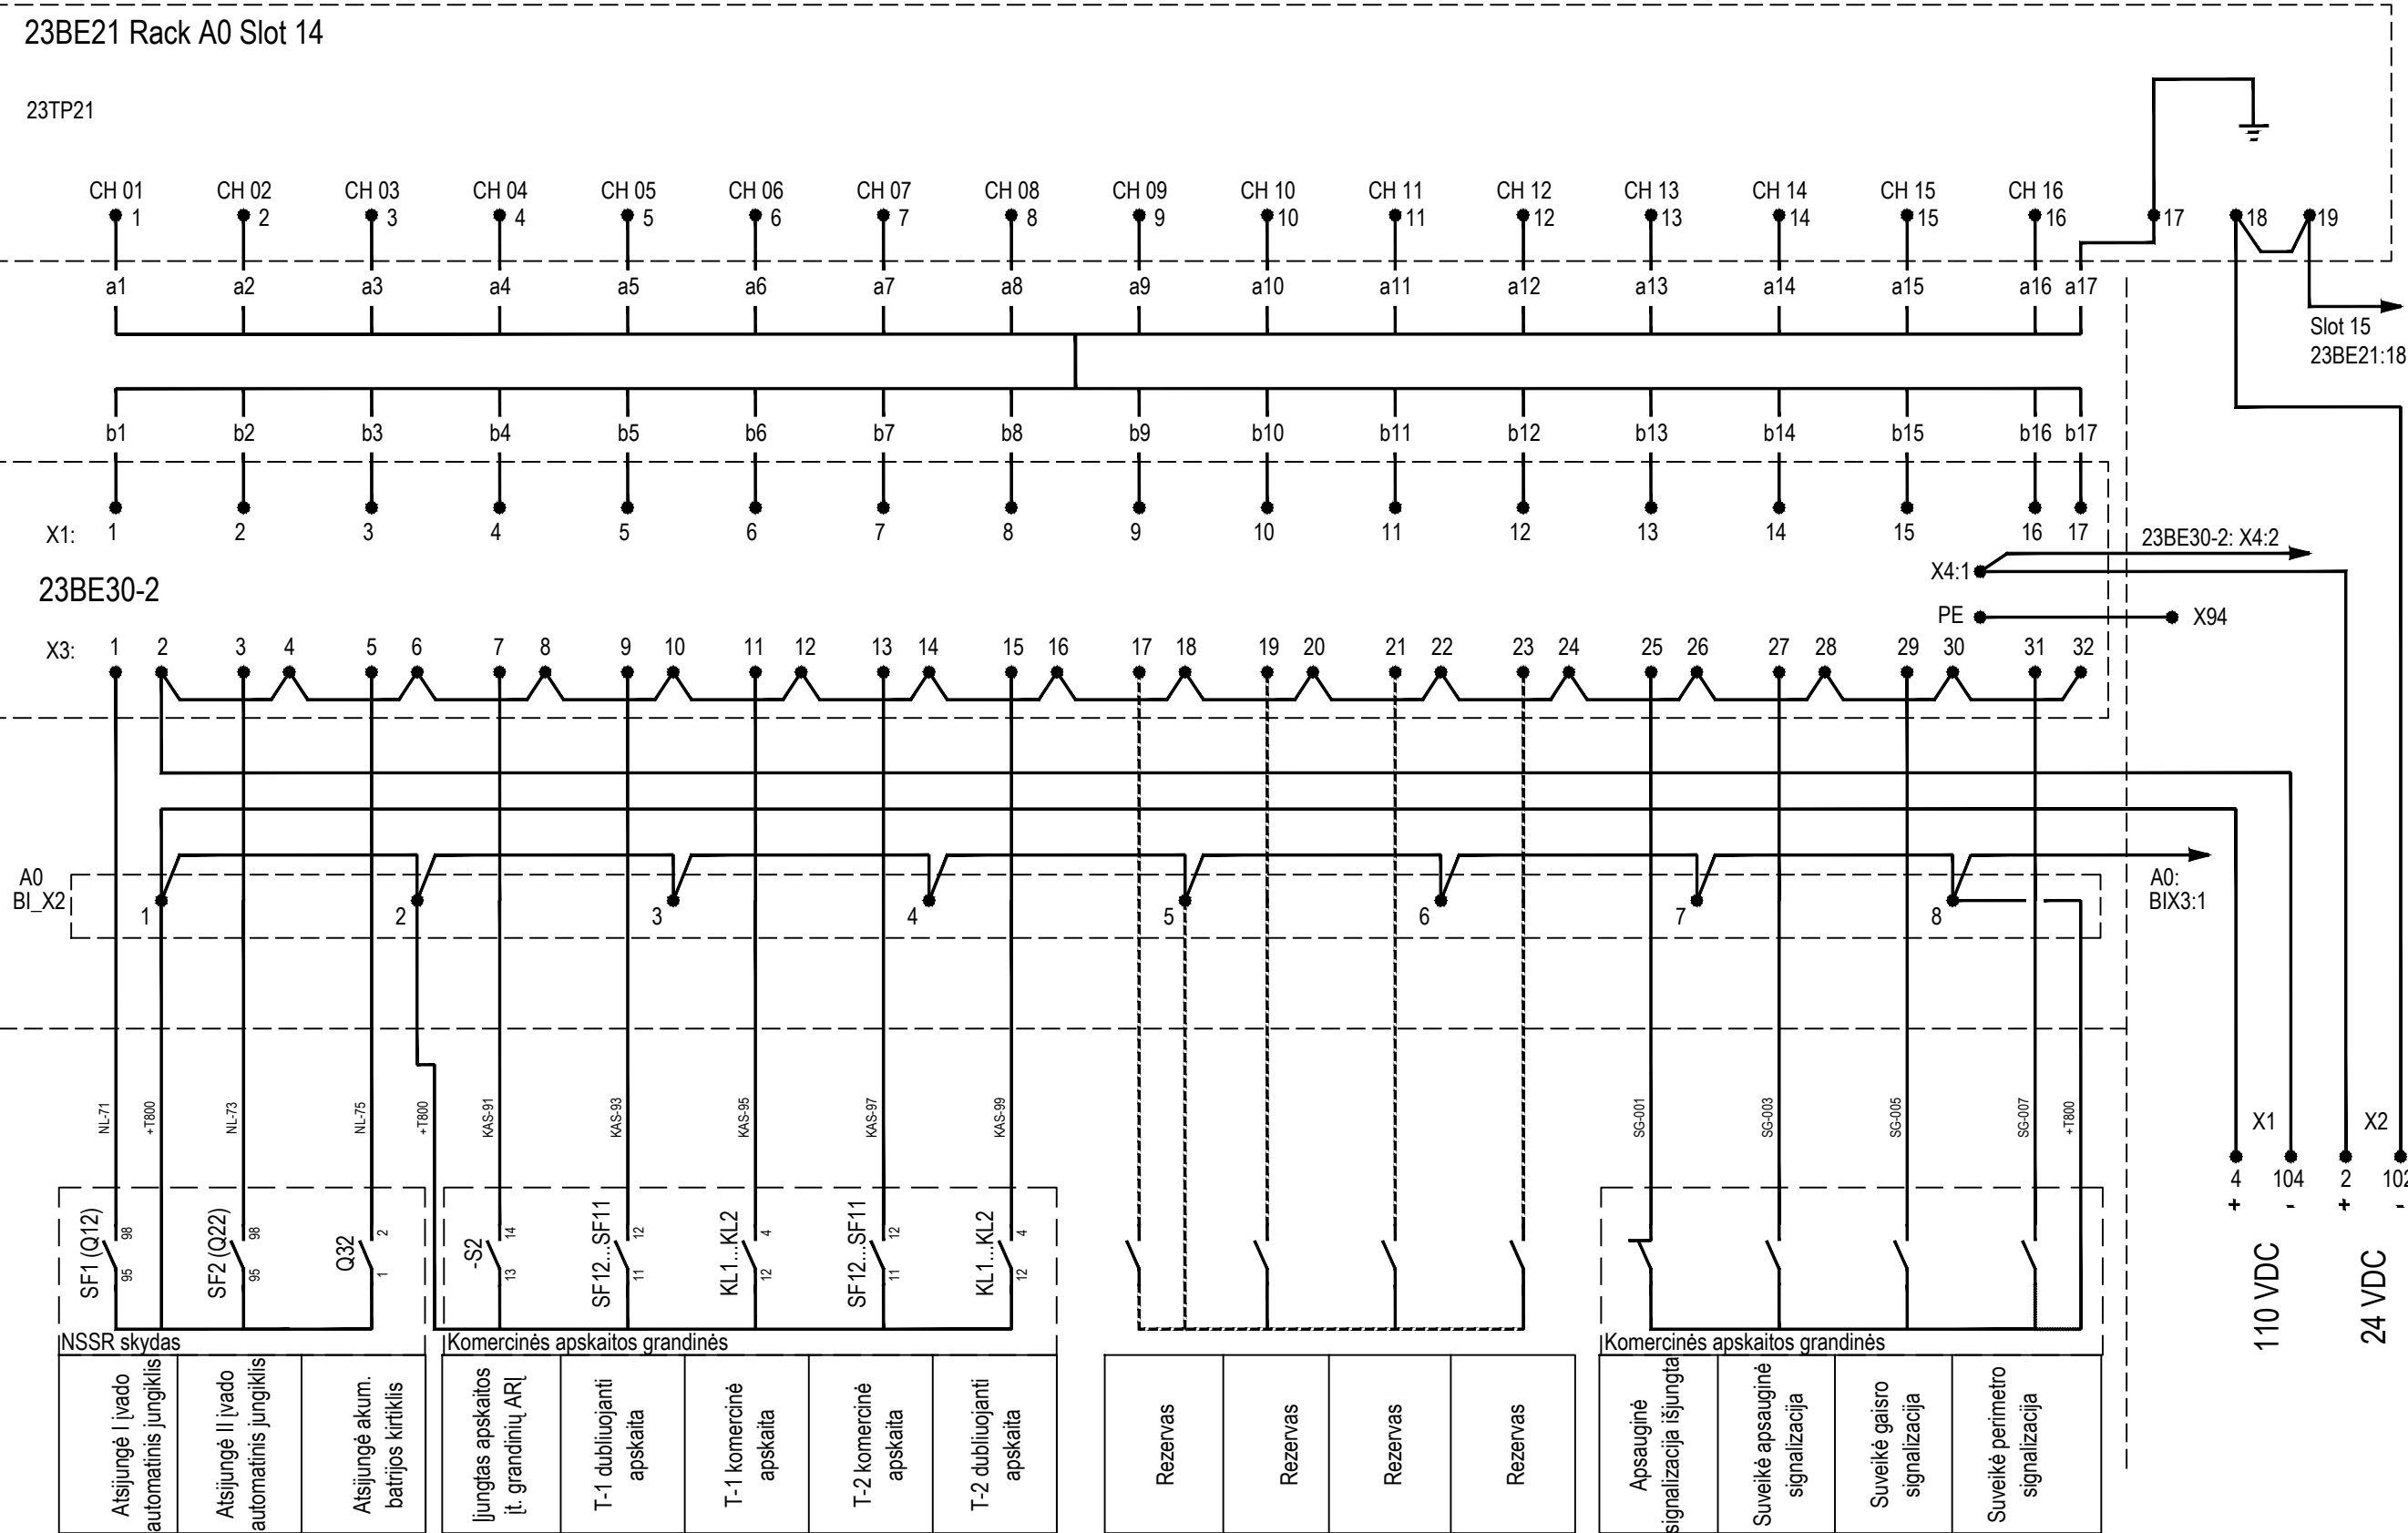 23BE21 Rack A0 Slot 14
23TP21
CH 01 CH 02 CH 03 CH 04 CH 05 CH 06 CH 07 CH 08 CH 09 CH 10 CH 11 CH 12 CH 13 CH 14 CH 15 CH 16
1 2 3 4 5 6 7 8 9 10 11 12 13 14 15 16 17 18 19
a1 a2 a3 a4 a5 a6 a7 a8 a9 a10 a11 a12 a13 a14 a15 a16 a17
Slot 15
23BE21:18
b1 b2 b3 b4 b5 b6 b7 b8 b9 b10 b11 b12 b13 b14 b15 b16 b17
X1: 1 2 3 4 5 6 7 8 9 10 11 12 13 14 15 16 17
23BE30-2: X4:2
X4:1
23BE30-2
PE X94
X3: 1 2 3 4 5 6 7 8 9 10 11 12 13 14 15 16 17 18 19 20 21 22 23 24 25 26 27 28 29 30 31 32
A0
BI_X2
1 2 3 4 5 6 7 8
A0:
BIX3:1
NL-71 +T800 NL-73 NL-75 +T800 KAS-91 KAS-93 KAS-95 KAS-97 KAS-99 SG-001 SG-003 SG-005 SG-007 +T800
X1 X2
4 104 2 102
+ - + -
110 VDC
24 VDC
SF1 (Q12) 98 95
SF2 (Q22) 98 95
Q32 2 1
-S2 14 13
SF12...SF11 12 11
KL1...KL2 4 12
SF12...SF11 12 11
KL1...KL2 4 12
NSSR skydas
Komercinės apskaitos grandinės
Komercinės apskaitos grandinės
Atsijungė I įvado
automatinis jungiklis
Atsijungė II įvado
automatinis jungiklis
Atsijungė akum.
batrijos kirtiklis
Įjungtas apskaitos
įt. grandinių ARĮ
T-1 dubliuojanti
apskaita
T-1 komercinė
apskaita
T-2 komercinė
apskaita
T-2 dubliuojanti
apskaita
Rezervas
Rezervas
Rezervas
Rezervas
Apsauginė
signalizacija išjungta
Suveikė apsauginė
signalizacija
Suveikė gaisro
signalizacija
Suveikė perimetro
signalizacija